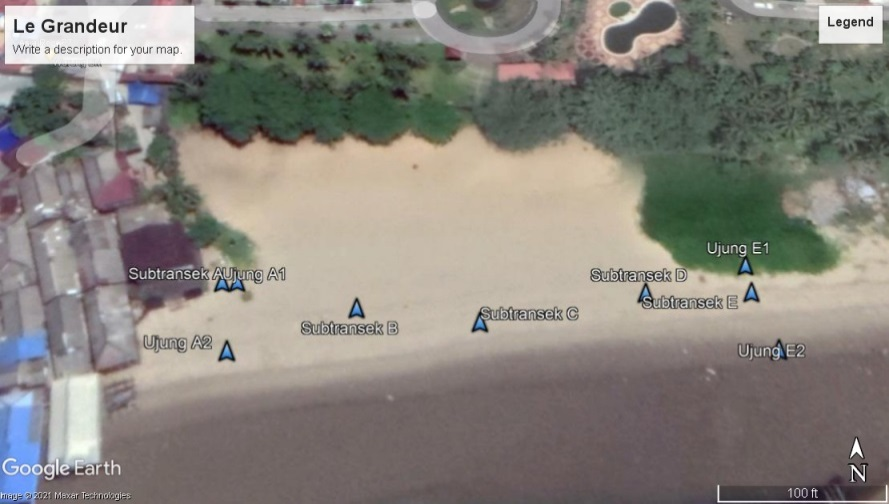 Le Grandeur
Write a description for your map.
Legend
Ujung E1
Subtransek A
Ujung A1
Subtransek D
Subtransek E
Subtransek C
Subtransek B
Ujung A2
Ujung E2
Google Earth
N
Image © 2021 Maxar Technologies
100 ft